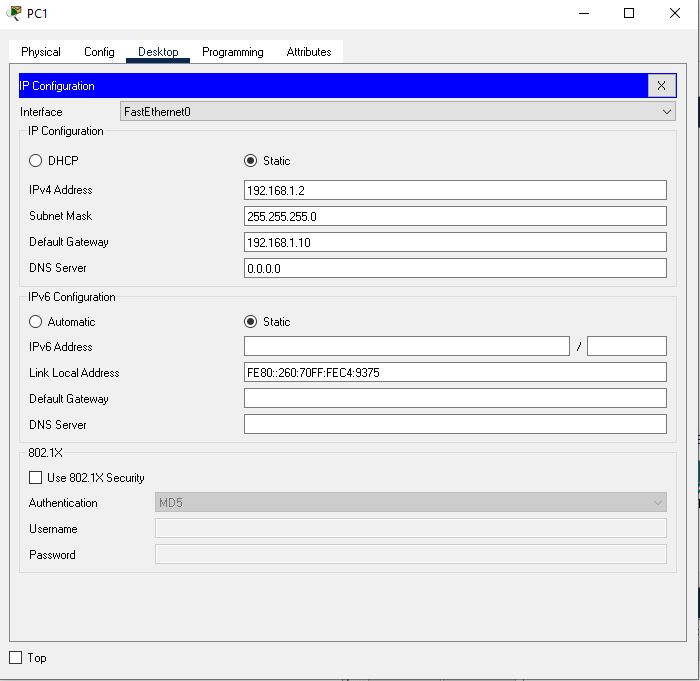 PC1
Physical Config Desktop Programming Attributes
IP Configuration X
Interface FastEthernet0
IP Configuration
DHCP Static
IPv4 Address 192.168.1.2
Subnet Mask 255.255.255.0
Default Gateway 192.168.1.10
DNS Server 0.0.0.0
IPv6 Configuration
Automatic Static
IPv6 Address /
Link Local Address FE80::260:70FF:FEC4:9375
Default Gateway
DNS Server
802.1X
Use 802.1X Security
Authentication MD5
Username
Password
Top